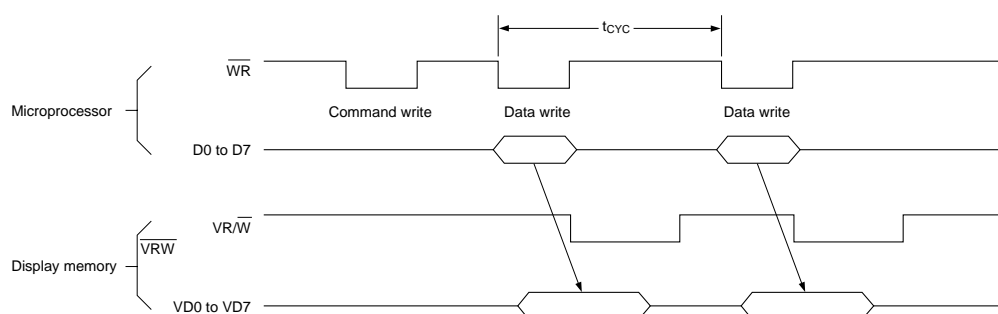 tCYC
WR
Microprocessor
Command write
Data write
Data write
D0 to D7
VR/W
VRW
Display memory
VD0 to VD7